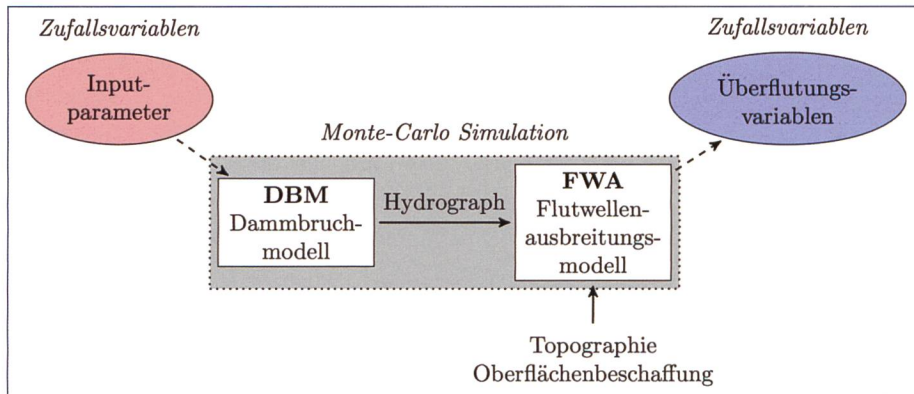 Zufallsvariablen
Input-
parameter
Zufallsvariablen
Überflutungs-
variablen
Monte-Carlo Simulation
DBM
Dammbruch-
modell
Hydrograph
FWA
Flutwellen-
ausbreitungs-
modell
Topographie
Oberflächenbeschaffung